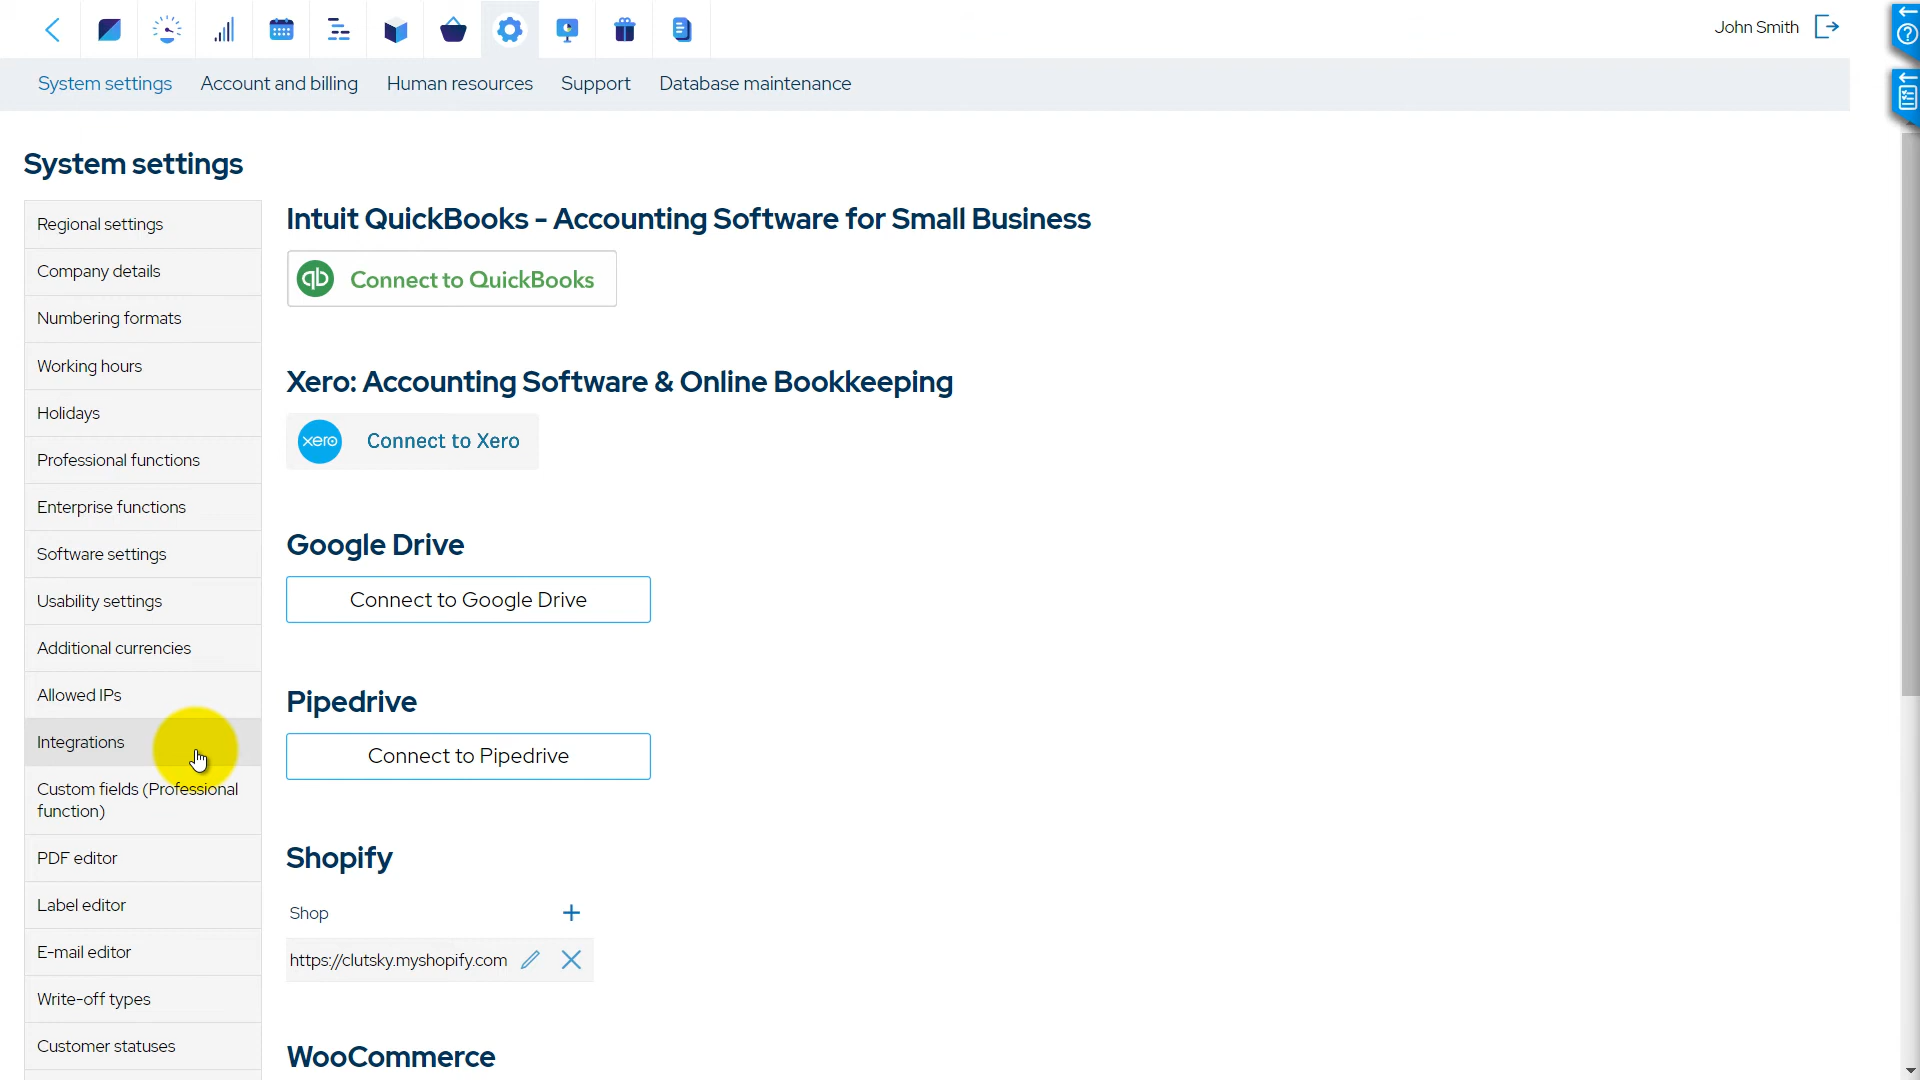 John Smith
System settings
Account and billing
Human resources
Support
Database maintenance
System settings
Regional settings
Company details
Numbering formats
Working hours
Holidays
Professional functions
Enterprise functions
Software settings
Usability settings
Additional currencies
Allowed IPs
Integrations
Custom fields (Professional
function)
PDF editor
Label editor
E-mail editor
Write-off types
Customer statuses
Intuit QuickBooks - Accounting Software for Small Business
qb Connect to QuickBooks
Xero: Accounting Software & Online Bookkeeping
xero Connect to Xero
Google Drive
Connect to Google Drive
Pipedrive
Connect to Pipedrive
Shopify
Shop
https://clutsky.myshopify.com
WooCommerce